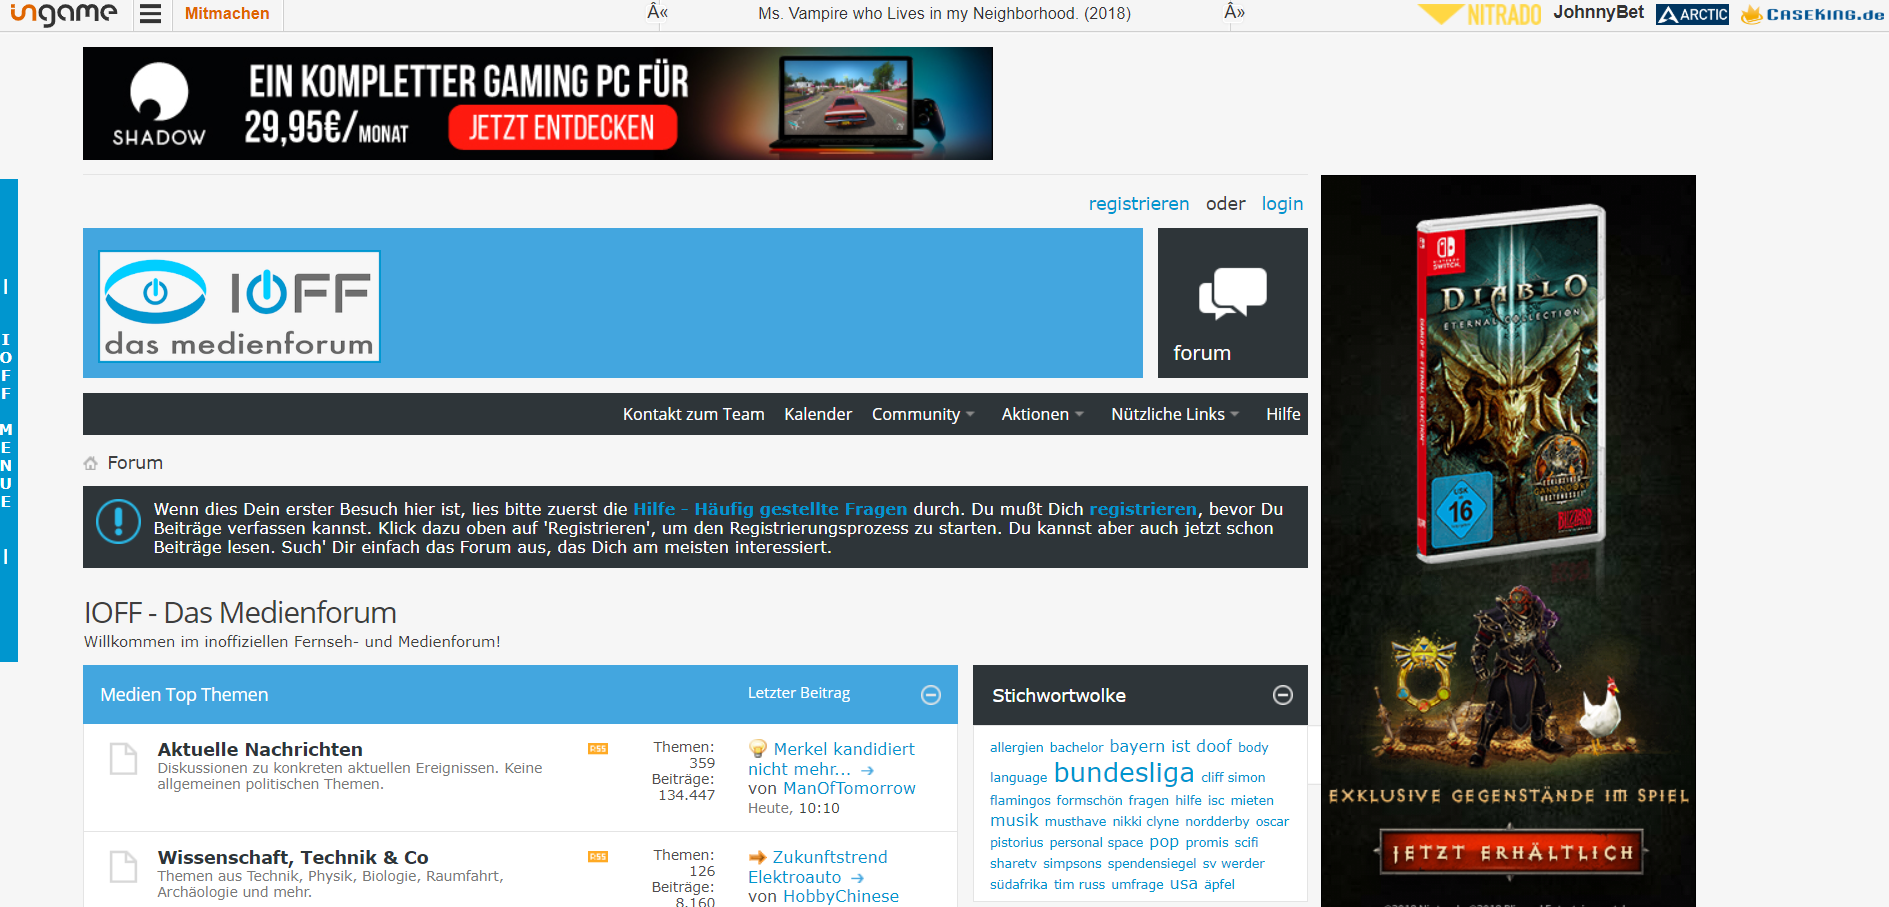 ingame
Mitmachen
Â«
Ms. Vampire who Lives in my Neighborhood. (2018)
Â»
NITRADO
JohnnyBet
ARCTIC
CASEKING.de
SHADOW
EIN KOMPLETTER GAMING PC FÜR
29,95€/MONAT
JETZT ENTDECKEN
registrieren oder login
IOFF
das medienforum
forum
| IOFF MENUE |
Kontakt zum Team Kalender Community Aktionen Nützliche Links Hilfe
Forum
Wenn dies Dein erster Besuch hier ist, lies bitte zuerst die Hilfe - Häufig gestellte Fragen durch. Du mußt Dich registrieren, bevor Du
Beiträge verfassen kannst. Klick dazu oben auf 'Registrieren', um den Registrierungsprozess zu starten. Du kannst aber auch jetzt schon
Beiträge lesen. Such' Dir einfach das Forum aus, das Dich am meisten interessiert.
IOFF - Das Medienforum
Willkommen im inoffiziellen Fernseh- und Medienforum!
Medien Top Themen
Letzter Beitrag
Aktuelle Nachrichten
Diskussionen zu konkreten aktuellen Ereignissen. Keine
allgemeinen politischen Themen.
RSS
Themen:
359
Beiträge:
134.447
Merkel kandidiert
nicht mehr...
von ManOfTomorrow
Heute, 10:10
Wissenschaft, Technik & Co
Themen aus Technik, Physik, Biologie, Raumfahrt,
Archäologie und mehr.
RSS
Themen:
126
Beiträge:
8.160
Zukunftstrend
Elektroauto
von HobbyChinese
Stichwortwolke
allergien bachelor bayern ist doof body
language bundesliga cliff simon
flamingos formschön fragen hilfe isc mieten
musik musthave nikki clyne nordderby oscar
pistorius personal space pop promis scifi
sharetv simpsons spendensiegel sv werder
südafrika tim russ umfrage usa äpfel
NINTENDO
SWITCH
DIABLO
ETERNAL COLLECTION
USK
16
BLIZZARD
EXKLUSIVE GEGENSTÄNDE IM SPIEL
JETZT ERHÄLTLICH